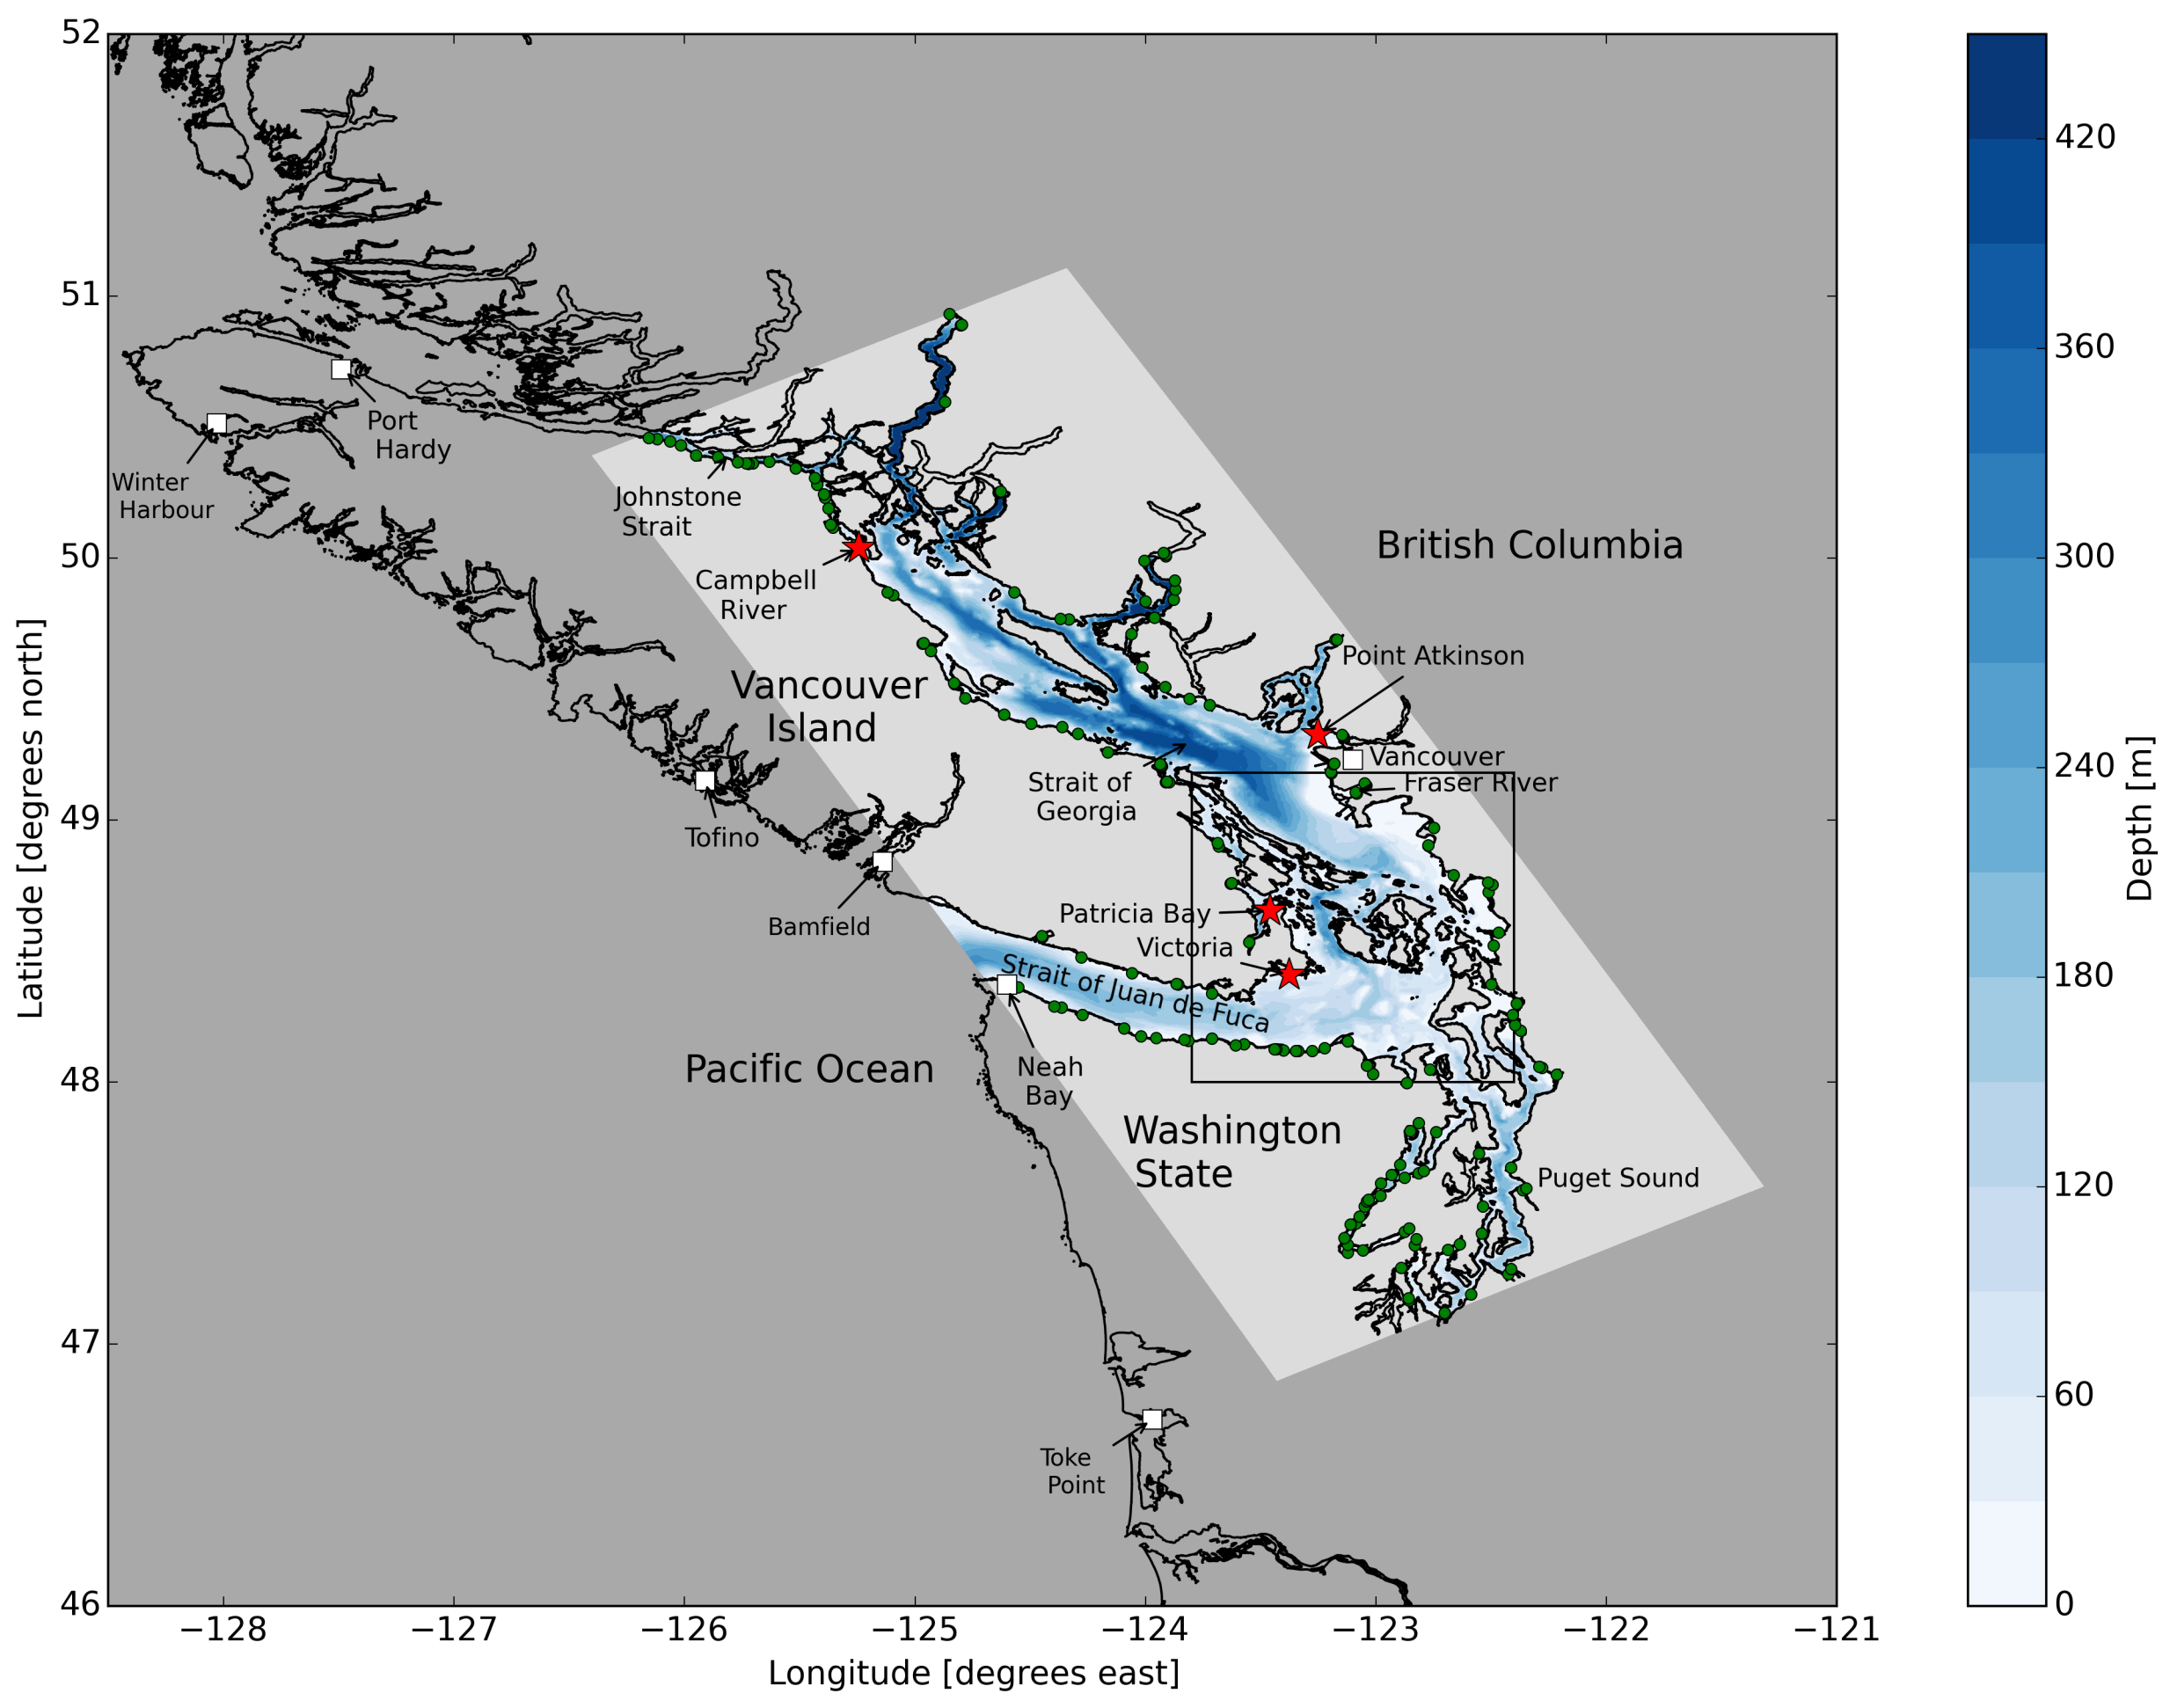 52
51
50
49
48
47
46
Latitude [degrees north]
−128
−127
−126
−125
−124
−123
−122
−121
Longitude [degrees east]
Port
Hardy
Winter
Harbour
Johnstone
Strait
British Columbia
Campbell
River
Point Atkinson
Vancouver
Island
Vancouver
Fraser River
Strait of
Georgia
Tofino
Bamfield
Patricia Bay
Victoria
Strait of Juan de Fuca
Pacific Ocean
Neah
Bay
Washington
State
Puget Sound
Toke
Point
420
360
300
240
180
120
60
0
Depth [m]